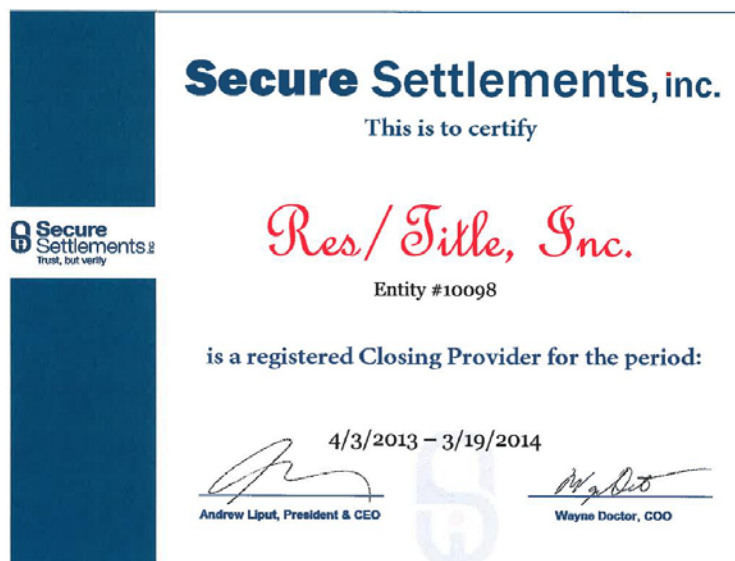 Secure Settlements, inc.
This is to certify
Secure
Settlements inc
Trust, but verify
Res/Title, Inc.
Entity #10098
is a registered Closing Provider for the period:
4/3/2013 – 3/19/2014
Andrew Liput, President & CEO
Wayne Doctor, COO